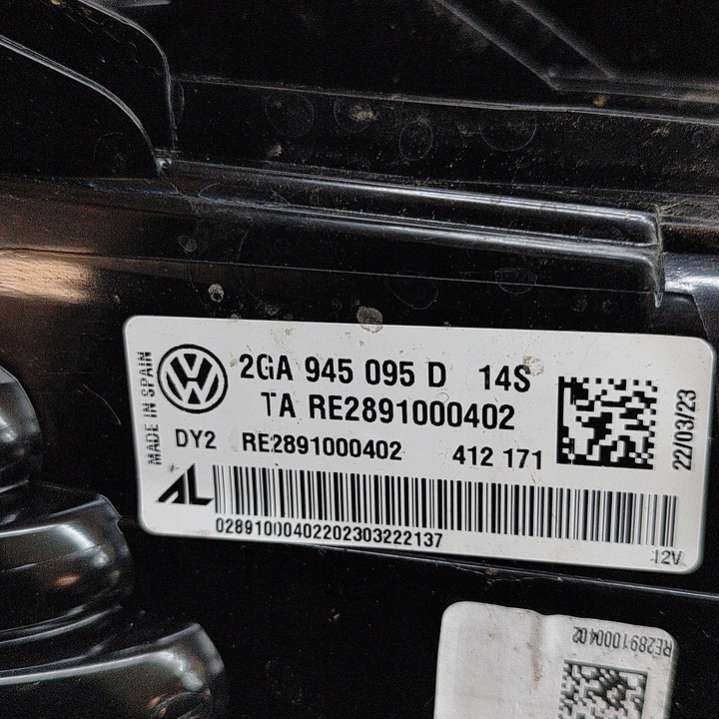 MADE IN SPAIN
2GA 945 095 D 14S
TA RE2891000402
DY2 RE2891000402 412 171
22/03/23
AL
02891000402202303222137
12V
RE2891000402